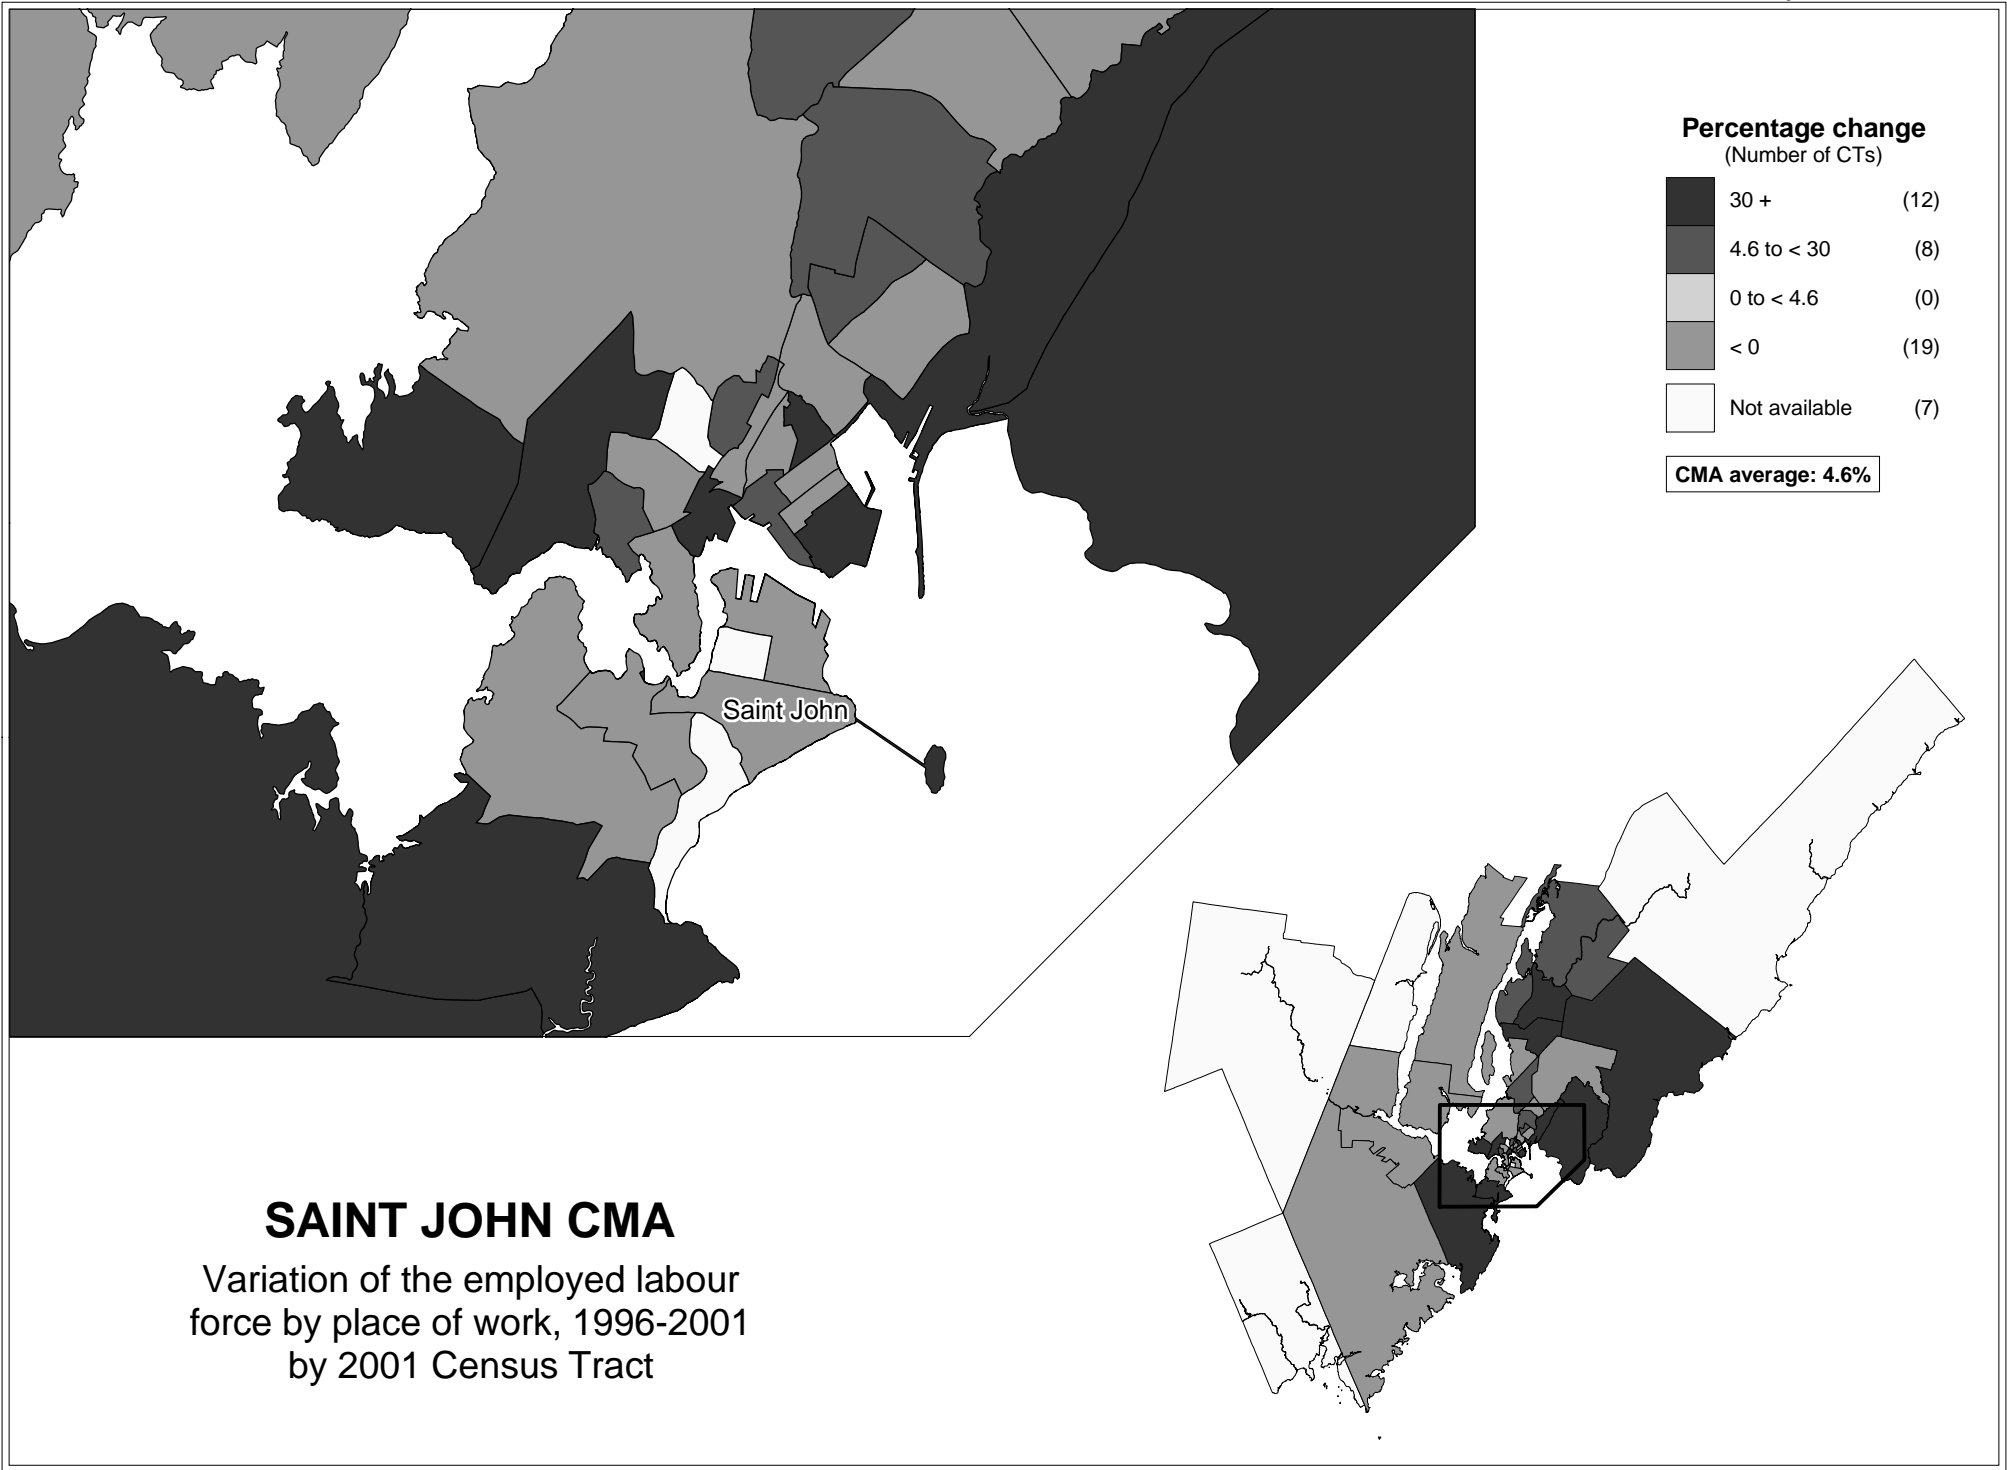 Percentage change
(Number of CTs)
30 + (12)
4.6 to < 30 (8)
0 to < 4.6 (0)
< 0 (19)
Not available (7)
CMA average: 4.6%
Saint John
SAINT JOHN CMA
Variation of the employed labour
force by place of work, 1996-2001
by 2001 Census Tract